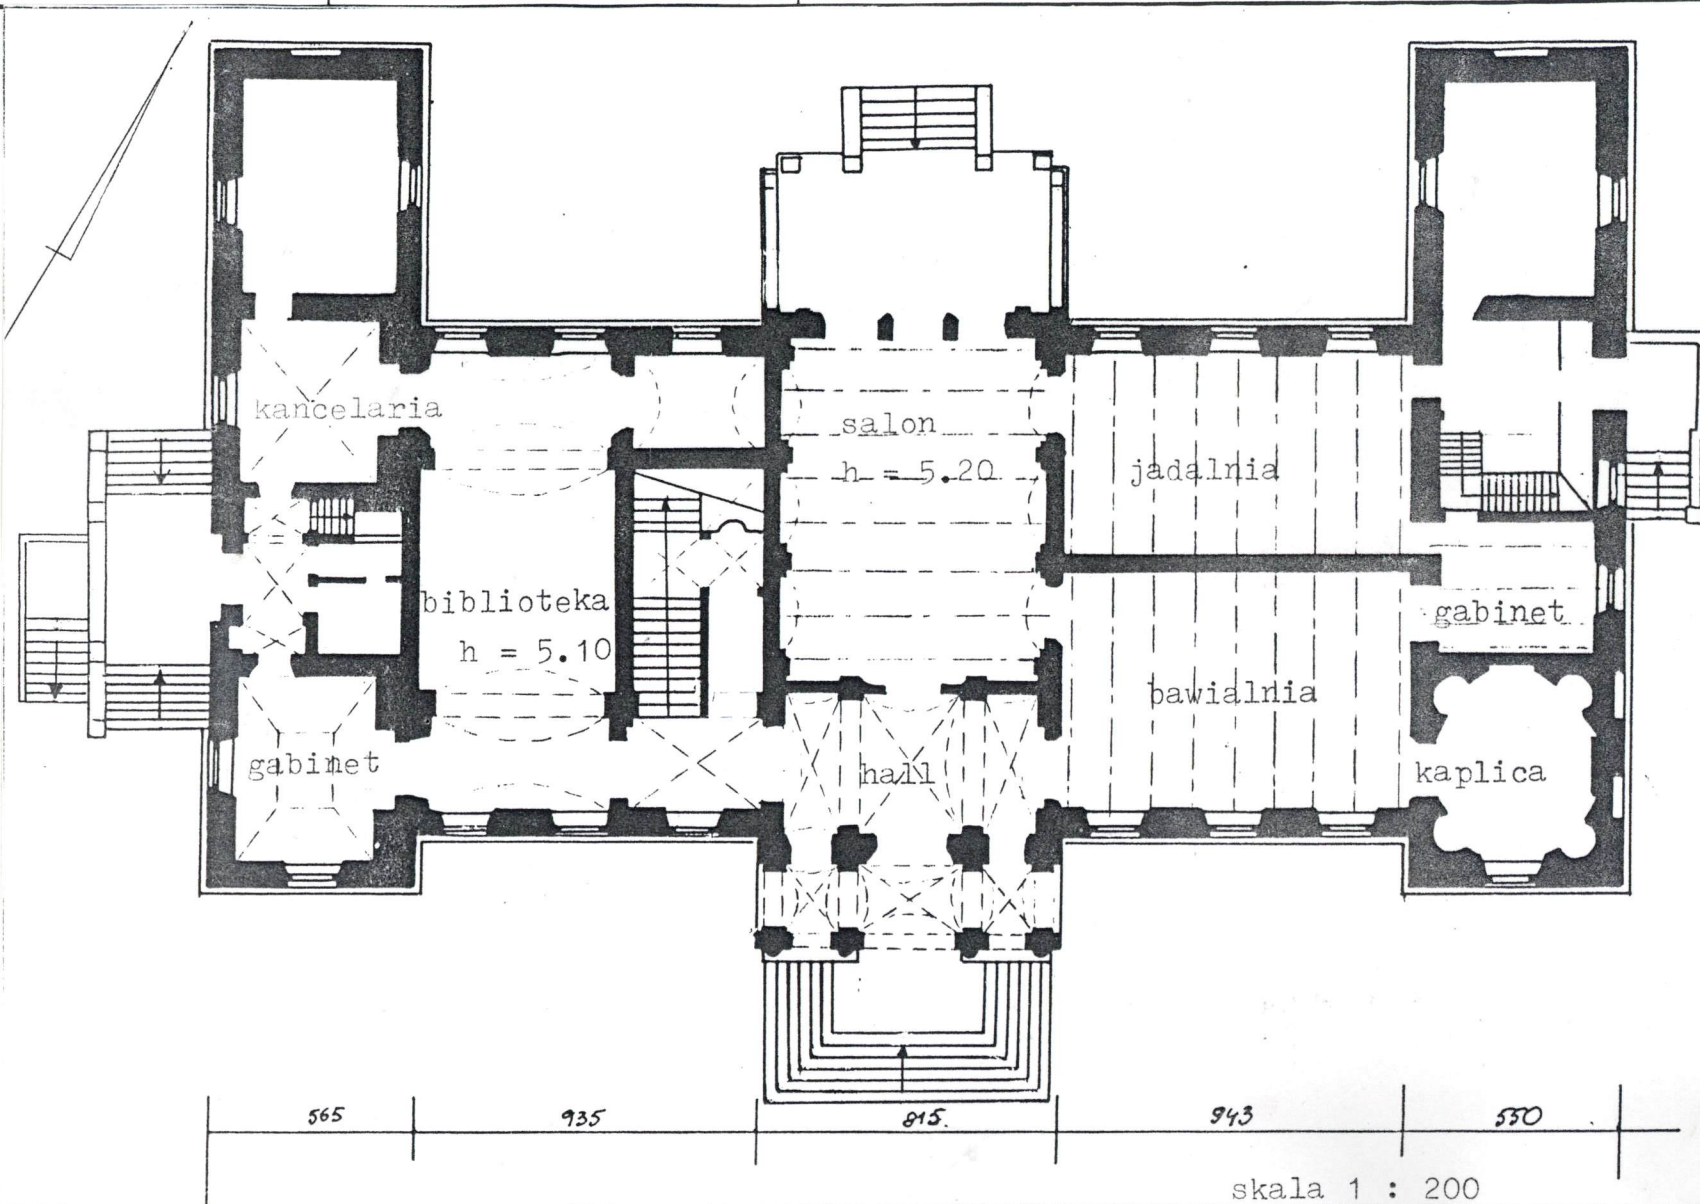 kancelaria
salon
h = 5.20
jadalnia
biblioteka
h = 5.10
gabinet
bawialnia
gabinet
hall
kaplica
565
935
815.
943
550
skala 1 : 200